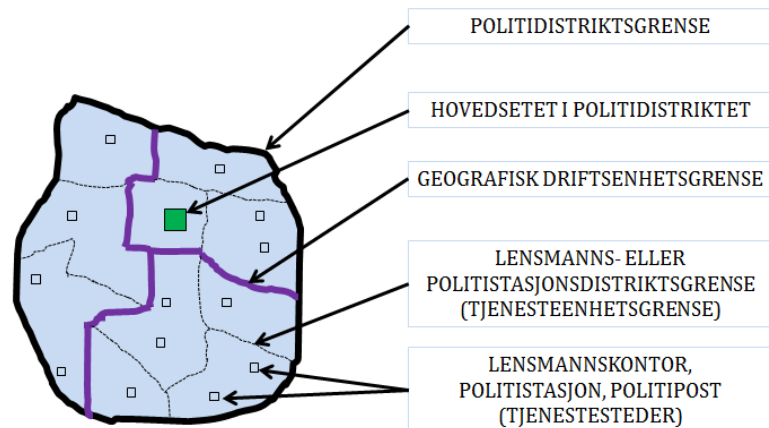 POLITIDISTRIKTSGRENSE
HOVEDSETET I POLITIDISTRIKTET
GEOGRAFISK DRIFTSENHETSGRENSE
LENSMANNS- ELLER
POLITISTASJONSDISTRIKTSGRENSE
(TJENESTEENHETSGRENSE)
LENSMANNSKONTOR,
POLITISTASJON, POLITIPOST
(TJENESTESTEDER)